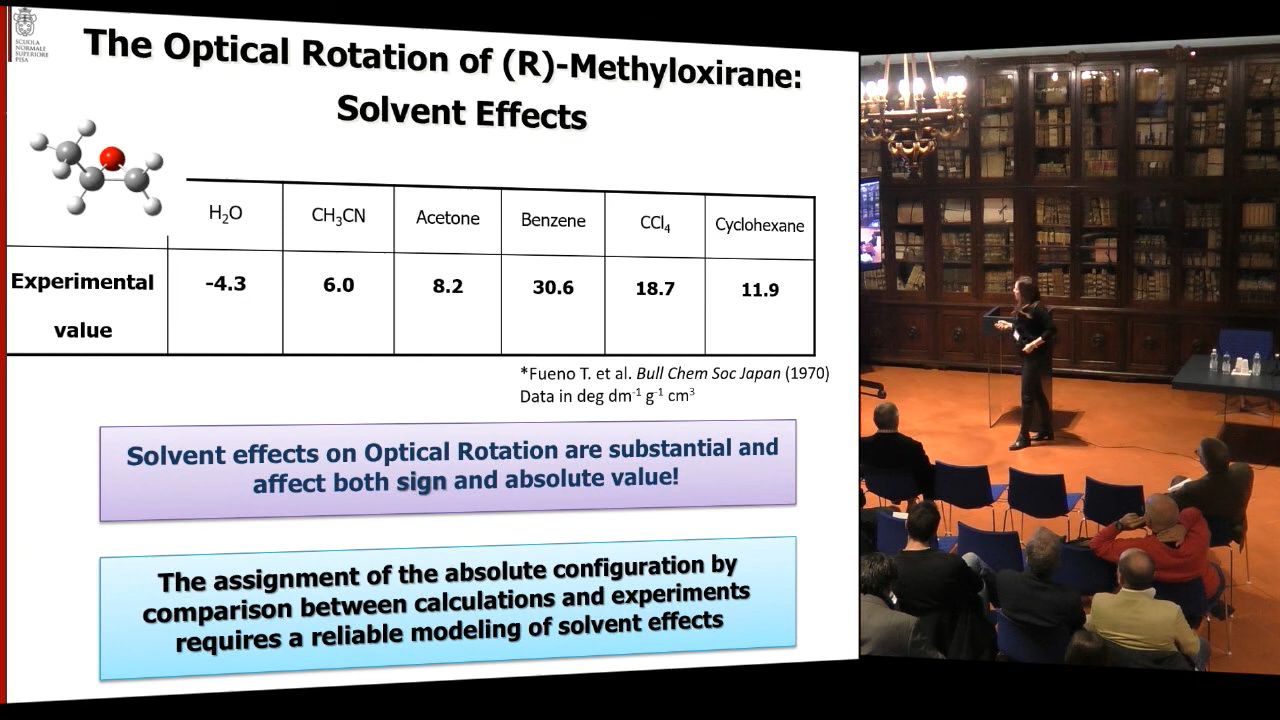 SCUOLA
NORMALE
SUPERIORE
PISA
The Optical Rotation of (R)-Methyloxirane:
Solvent Effects
H₂O CH₃CN Acetone Benzene CCl₄ Cyclohexane
Experimental value -4.3 6.0 8.2 30.6 18.7 11.9
*Fueno T. et al. Bull Chem Soc Japan (1970)
Data in deg dm⁻¹ g⁻¹ cm³
Solvent effects on Optical Rotation are substantial and
affect both sign and absolute value!
The assignment of the absolute configuration by
comparison between calculations and experiments
requires a reliable modeling of solvent effects